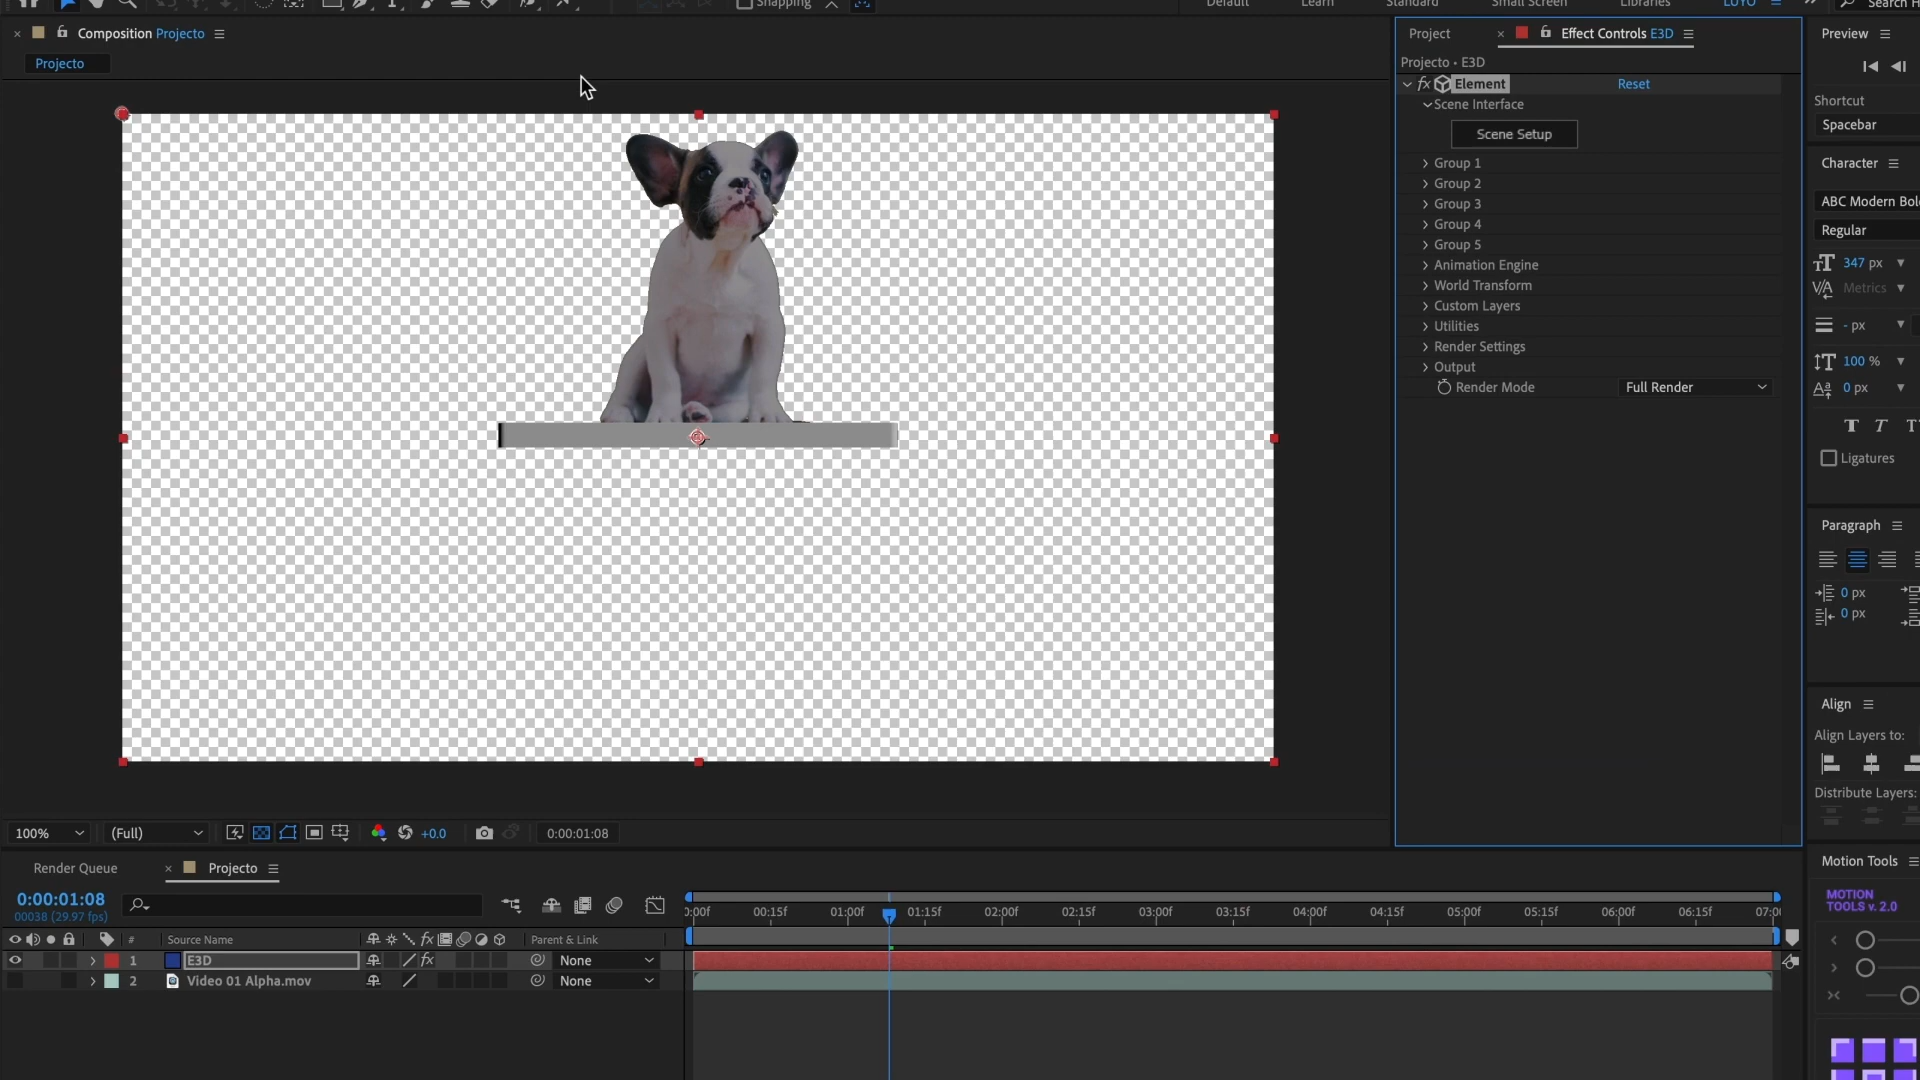 Snapping
Default
Learn
Standard
Small Screen
Libraries
LUYO
Search H
Composition Projecto
Projecto
Project
Effect Controls E3D
Projecto • E3D
fx Element
Reset
Scene Interface
Scene Setup
Group 1
Group 2
Group 3
Group 4
Group 5
Animation Engine
World Transform
Custom Layers
Utilities
Render Settings
Output
Render Mode
Full Render
Preview
Shortcut
Spacebar
Character
ABC Modern Bol
Regular
347 px
Metrics
- px
100 %
0 px
Ligatures
Paragraph
0 px
0 px
Align
Align Layers to:
Distribute Layers:
Motion Tools
MOTION
TOOLS v. 2.0
100%
(Full)
+0.0
0:00:01:08
Render Queue
Projecto
0:00:01:08
00038 (29.97 fps)
0:00f
00:15f
01:00f
01:15f
02:00f
02:15f
03:00f
03:15f
04:00f
04:15f
05:00f
05:15f
06:00f
06:15f
07:00
#
Source Name
fx
Parent & Link
1
E3D
fx
None
2
Video 01 Alpha.mov
None